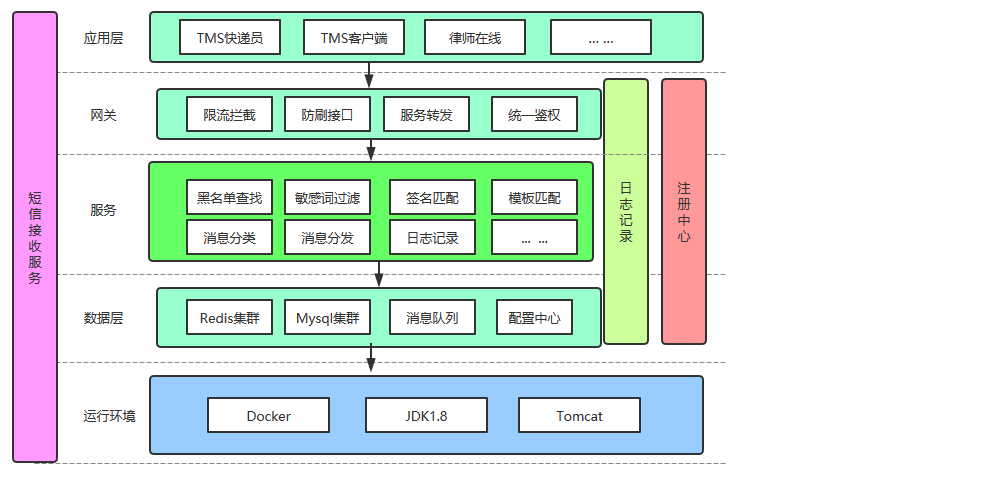 短信接收服务
应用层
TMS快递员
TMS客户端
律师在线
... ...
网关
限流拦截
防刷接口
服务转发
统一鉴权
服务
黑名单查找
敏感词过滤
签名匹配
模板匹配
消息分类
消息分发
日志记录
... ...
数据层
Redis集群
Mysql集群
消息队列
配置中心
日志记录
注册中心
运行环境
Docker
JDK1.8
Tomcat